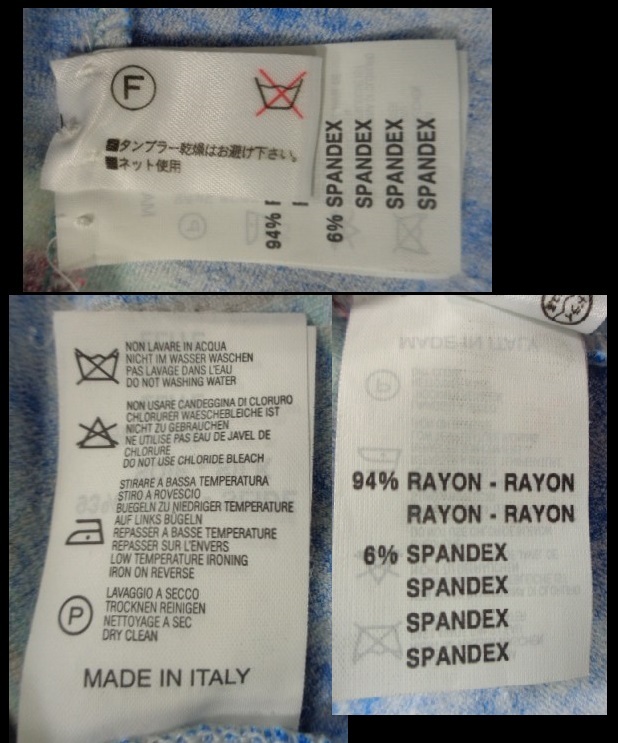 F
■タンブラー乾燥はお避け下さい。
■ネット使用
94%
6% SPANDEX
SPANDEX
SPANDEX
SPANDEX
NON LAVARE IN ACQUA
NICHT IM WASSER WASCHEN
PAS LAVAGE DANS L'EAU
DO NOT WASHING WATER
NON USARE CANDEGGINA DI CLORURO
CHLORURER WAESCHEBLEICHE IST
NICHT ZU GEBRAUCHEN
NE UTILISE PAS EAU DE JAVEL DE
CHLORURE
DO NOT USE CHLORIDE BLEACH
STIRARE A BASSA TEMPERATURA
STIRO A ROVESCIO
BUEGELN ZU NIEDRIGER TEMPERATURE
AUF LINKS BÜGELN
REPASSER A BASSE TEMPERATURE
REPASSER SUR L'ENVERS
LOW TEMPERATURE IRONING
IRON ON REVERSE
P
LAVAGGIO A SECCO
TROCKNEN REINIGEN
NETTOYAGE A SEC
DRY CLEAN
MADE IN ITALY
94% RAYON - RAYON
RAYON - RAYON
6% SPANDEX
SPANDEX
SPANDEX
SPANDEX